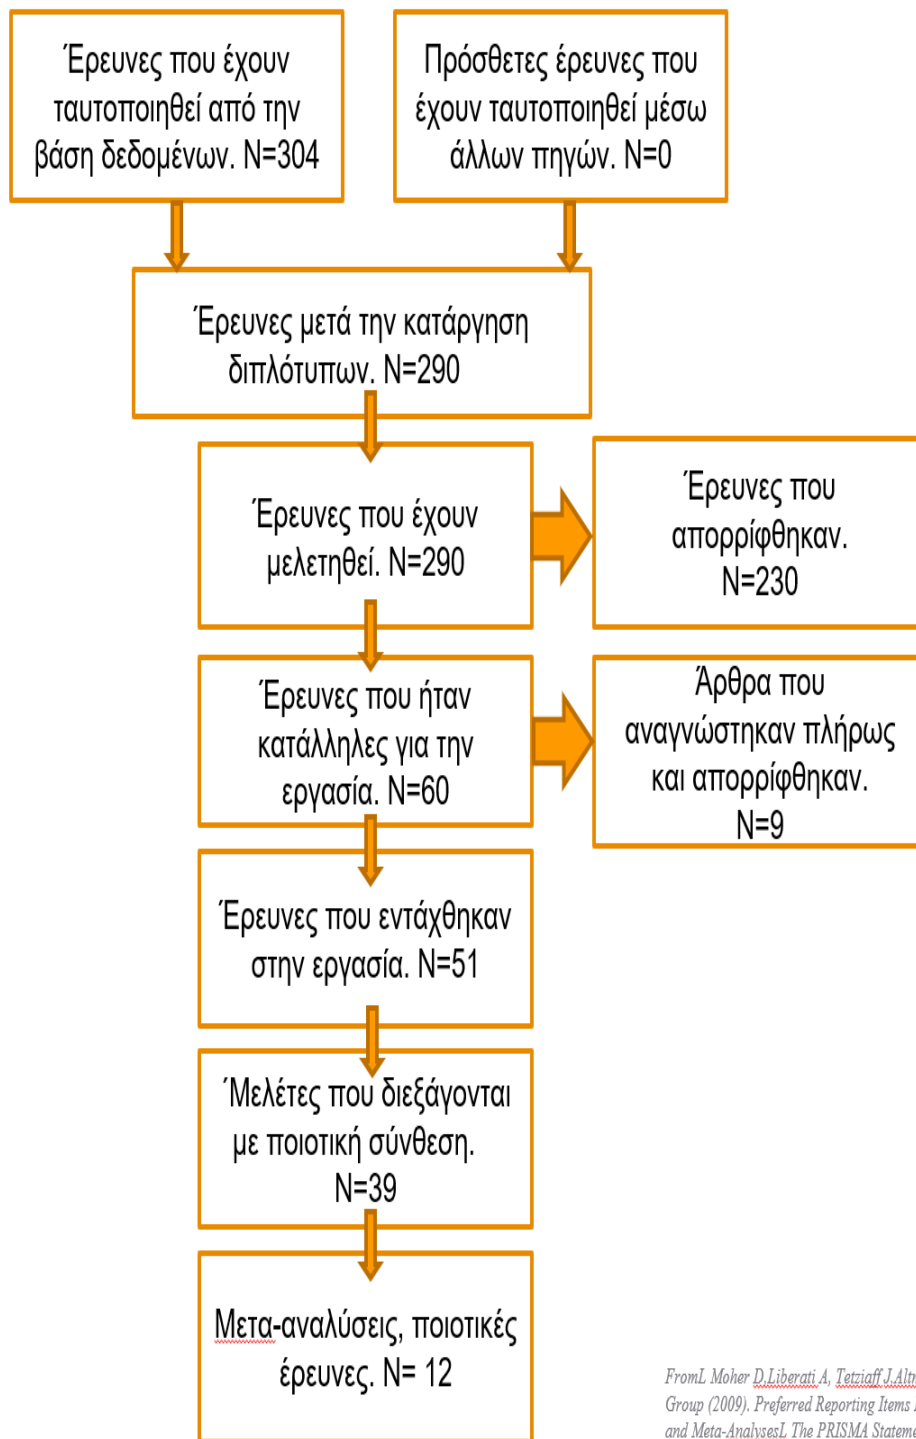 Έρευνες που έχουν
ταυτοποιηθεί από την
βάση δεδομένων. N=304
Πρόσθετες έρευνες που
έχουν ταυτοποιηθεί μέσω
άλλων πηγών. N=0
Έρευνες μετά την κατάργηση
διπλότυπων. N=290
Έρευνες που έχουν
μελετηθεί. N=290
Έρευνες που
απορρίφθηκαν.
N=230
Έρευνες που ήταν
κατάλληλες για την
εργασία. N=60
Άρθρα που
αναγνώστηκαν πλήρως
και απορρίφθηκαν.
N=9
Έρευνες που εντάχθηκαν
στην εργασία. N=51
Ά́Μελέτες που διεξάγονται
με ποιοτική σύνθεση.
N=39
Μετα-αναλύσεις, ποιοτικές
έρευνες. N= 12
FromL Moher D,Liberati A, Tetziaff J,Altm
Group (2009). Preferred Reporting Items
and Meta-AnalysesL The PRISMA Stateme